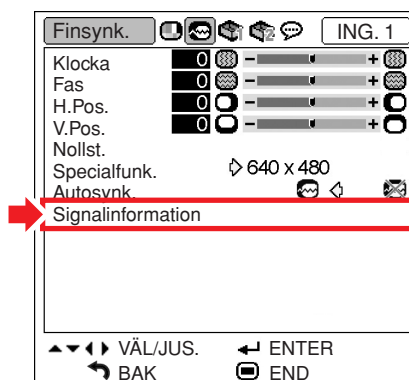 Finsynk. ING. 1
Klocka 0 - +
Fas 0 - +
H.Pos. 0 - +
V.Pos. 0 - +
Nollst.
Specialfunk. 640 x 480
Autosynk.
Signalinformation
VÄL/JUS. ENTER
BAK END